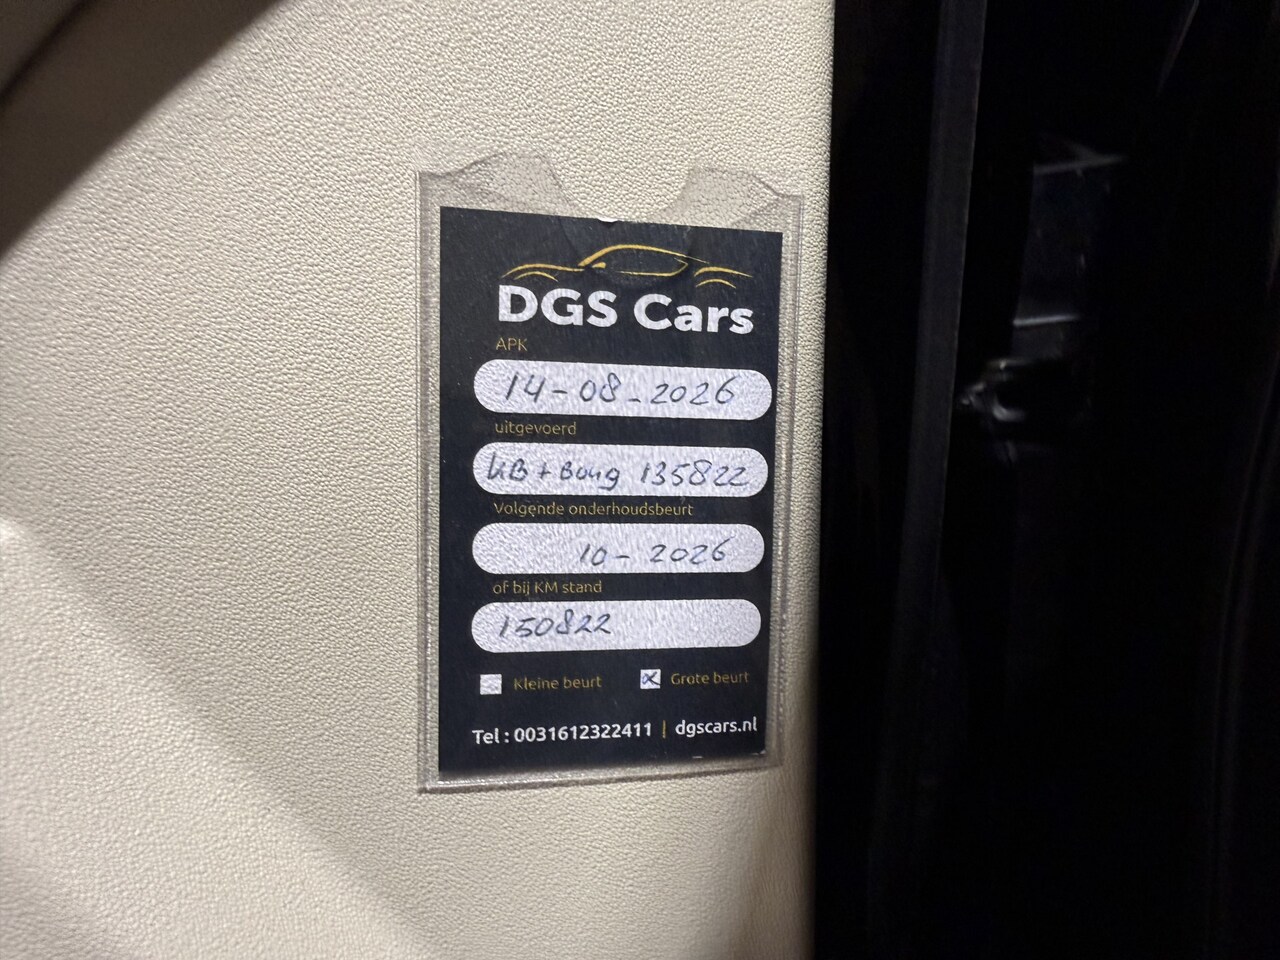 DGS Cars
APK
14-08-2026
uitgevoerd
KB + Boug 135822
Volgende onderhoudsbeurt
10-2026
of bij KM stand
150822
Kleine beurt
Grote beurt
Tel : 0031612322411 | dgscars.nl